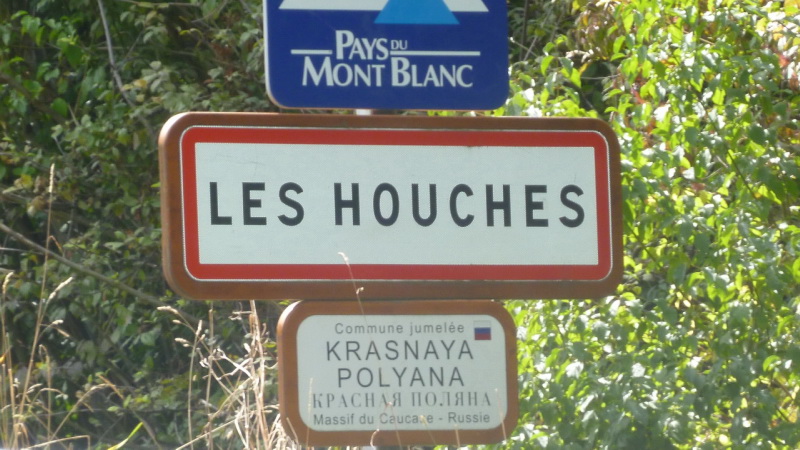 PAYS DU
MONT BLANC
LES HOUCHES
Commune jumelée
KRASNAYA
POLYANA
КРАСНАЯ ПОЛЯНА
Massif du Caucase - Russie